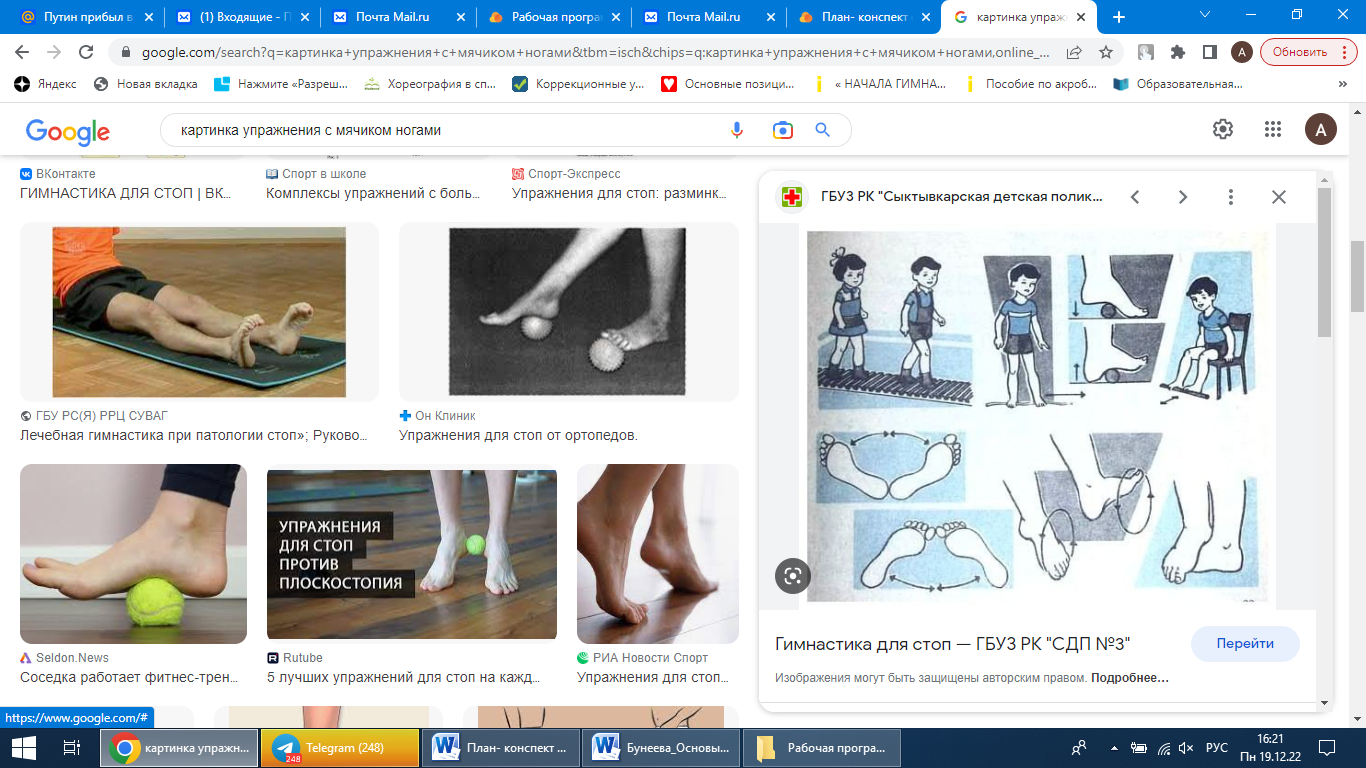 Путин прибыл в
(1) Входящие - П
Почта Mail.ru
Рабочая програ
Почта Mail.ru
План- конспект
картинка упраж
google.com/search?q=картинка+упражнения+с+мячиком+ногами&tbm=isch&chips=q:картинка+упражнения+с+мячиком+ногами,online_...
A
Обновить
Яндекс
Новая вкладка
Нажмите «Разреш...
Хореография в сп...
Коррекционные у...
Основные позици...
« НАЧАЛА ГИМНА...
Пособие по акроб...
Образовательная...
»
Google
картинка упражнения с мячиком ногами
A
ВКонтакте
ГИМНАСТИКА ДЛЯ СТОП | ВК...
Спорт в школе
Комплексы упражнений с боль...
Спорт-Экспресс
Упражнения для стоп: разминк...
ГБУ РС(Я) РРЦ СУВАГ
Лечебная гимнастика при патологии стоп»; Руково...
Он Клиник
Упражнения для стоп от ортопедов.
УПРАЖНЕНИЯ
ДЛЯ СТОП
ПРОТИВ
ПЛОСКОСТОПИЯ
Seldon.News
Соседка работает фитнес-трен...
Rutube
5 лучших упражнений для стоп на кажд...
РИА Новости Спорт
Упражнения для стоп...
ГБУЗ РК "Сыктывкарская детская полик...
Гимнастика для стоп — ГБУЗ РК "СДП №3"
Перейти
Изображения могут быть защищены авторским правом. Подробнее...
https://www.google.com/#
картинка упражн...
Telegram (248)
248
План- конспект ...
Бунеева_Основы...
Рабочая програ...
РУС
16:21
Пн 19.12.22